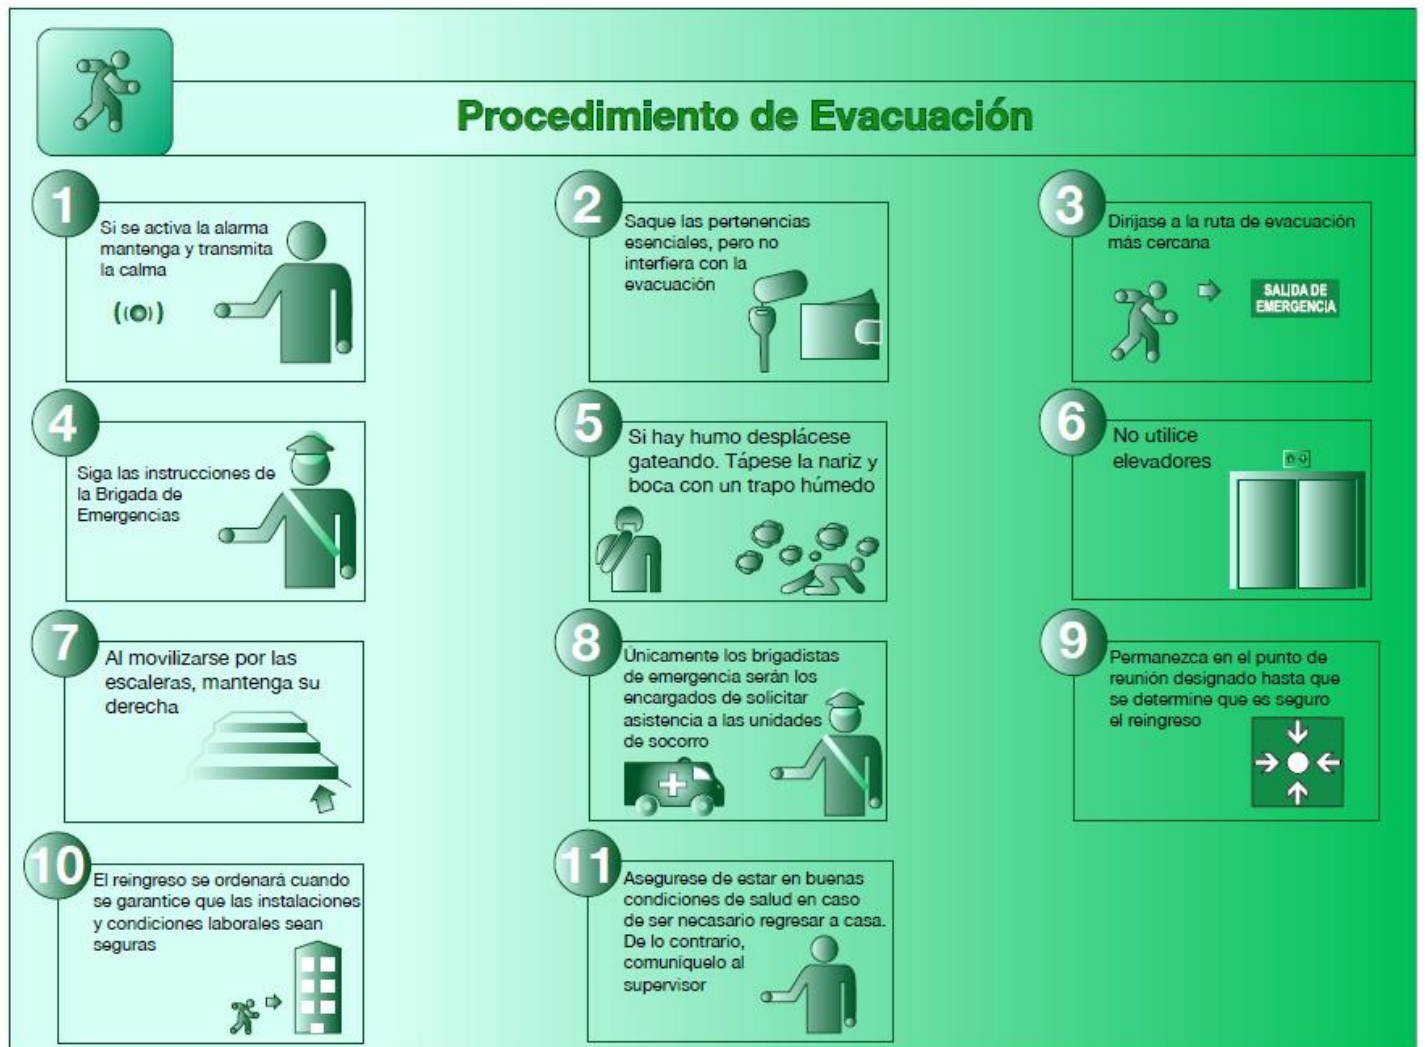 Procedimiento de Evacuación
1
Si se activa la alarma
mantenga y transmita
la calma
2
Saque las pertenencias
esenciales, pero no
interfiera con la
evacuación
3
Dirijase a la ruta de evacuación
más cercana
SALIDA DE
EMERGENCIA
4
Siga las instrucciones de
la Brigada de
Emergencias
5
Si hay humo desplácese
gateando. Tápese la nariz y
boca con un trapo húmedo
6
No utilice
elevadores
7
Al movilizarse por las
escaleras, mantenga su
derecha
8
Únicamente los brigadistas
de emergencia serán los
encargados de solicitar
asistencia a las unidades
de socorro
9
Permanezca en el punto de
reunión designado hasta que
se determine que es seguro
el reingreso
10
El reingreso se ordenará cuando
se garantice que las instalaciones
y condiciones laborales sean
seguras
11
Asegurese de estar en buenas
condiciones de salud en caso
de ser necasario regresar a casa.
De lo contrario,
comuníquelo al
supervisor